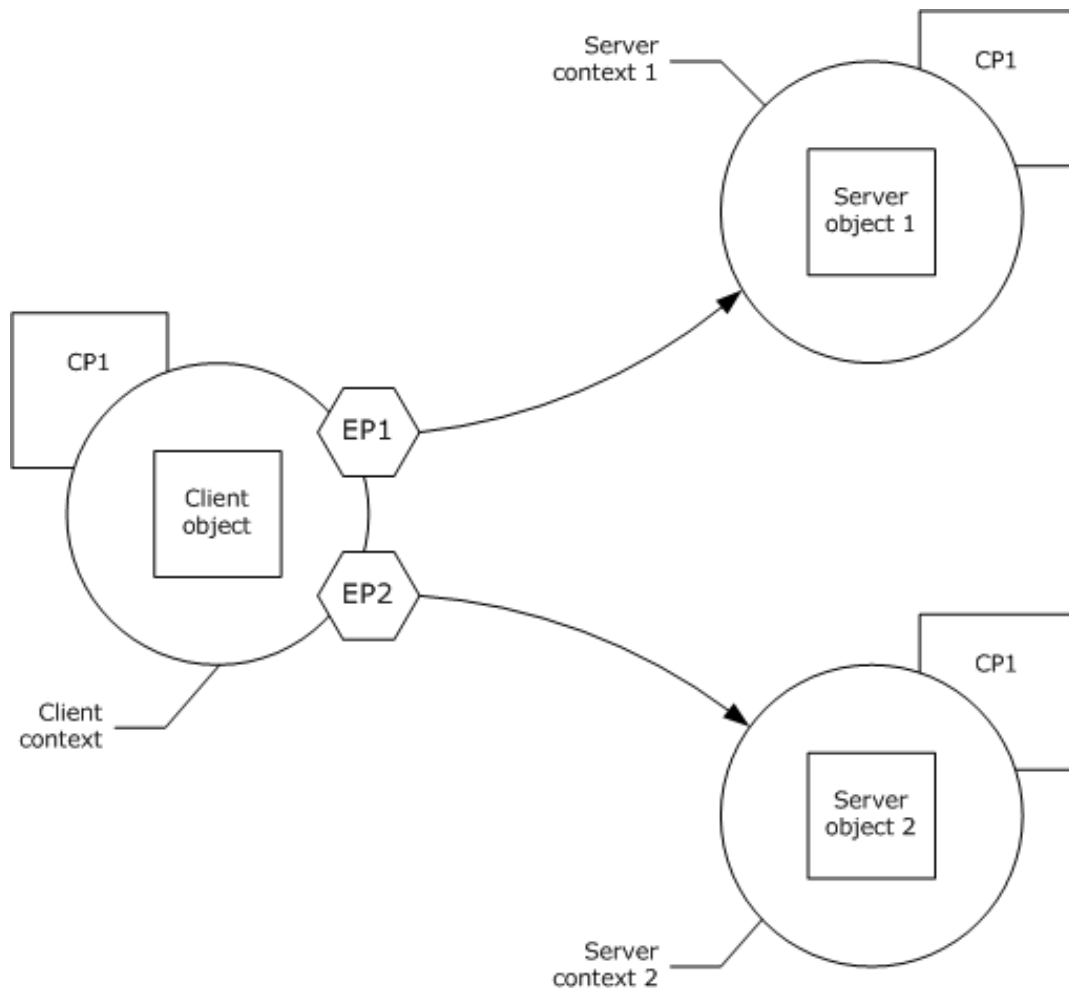 Server
context 1
CP1
Server
object 1
CP1
EP1
Client
object
EP2
Client
context
CP1
Server
object 2
Server
context 2